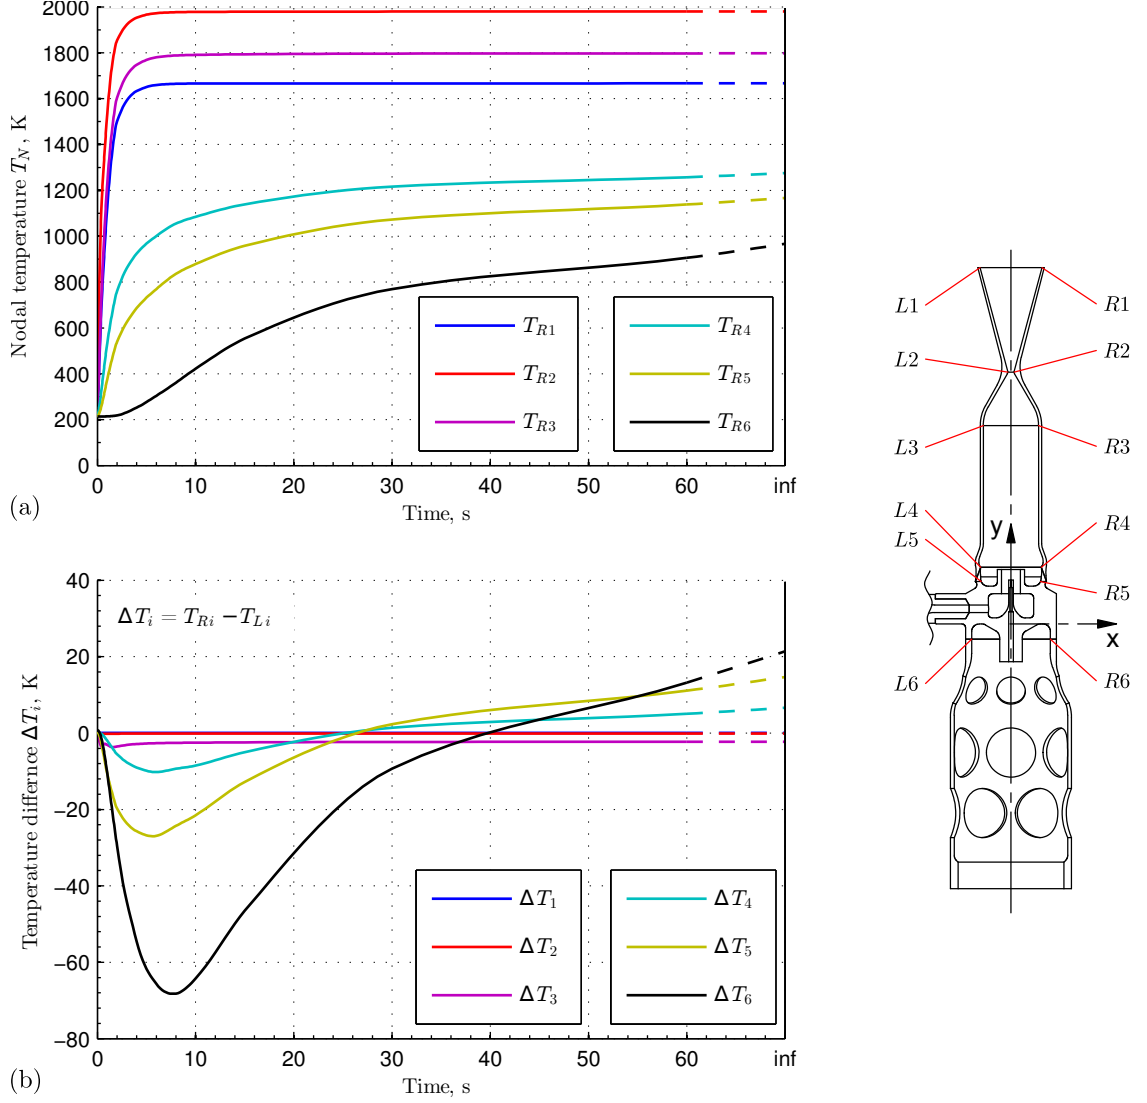 2000
1800
1600
1400
1200
1000
800
600
400
200
0
Nodal temperature T_N, K
T_R1
T_R2
T_R3
T_R4
T_R5
T_R6
0 10 20 30 40 50 60 inf
Time, s
(a)
40
20
0
−20
−40
−60
−80
Temperature differnce ΔT_i, K
ΔT_i = T_Ri − T_Li
ΔT_1
ΔT_2
ΔT_3
ΔT_4
ΔT_5
ΔT_6
0 10 20 30 40 50 60 inf
Time, s
(b)
L1
R1
L2
R2
L3
R3
L4
R4
L5
R5
L6
R6
y
x